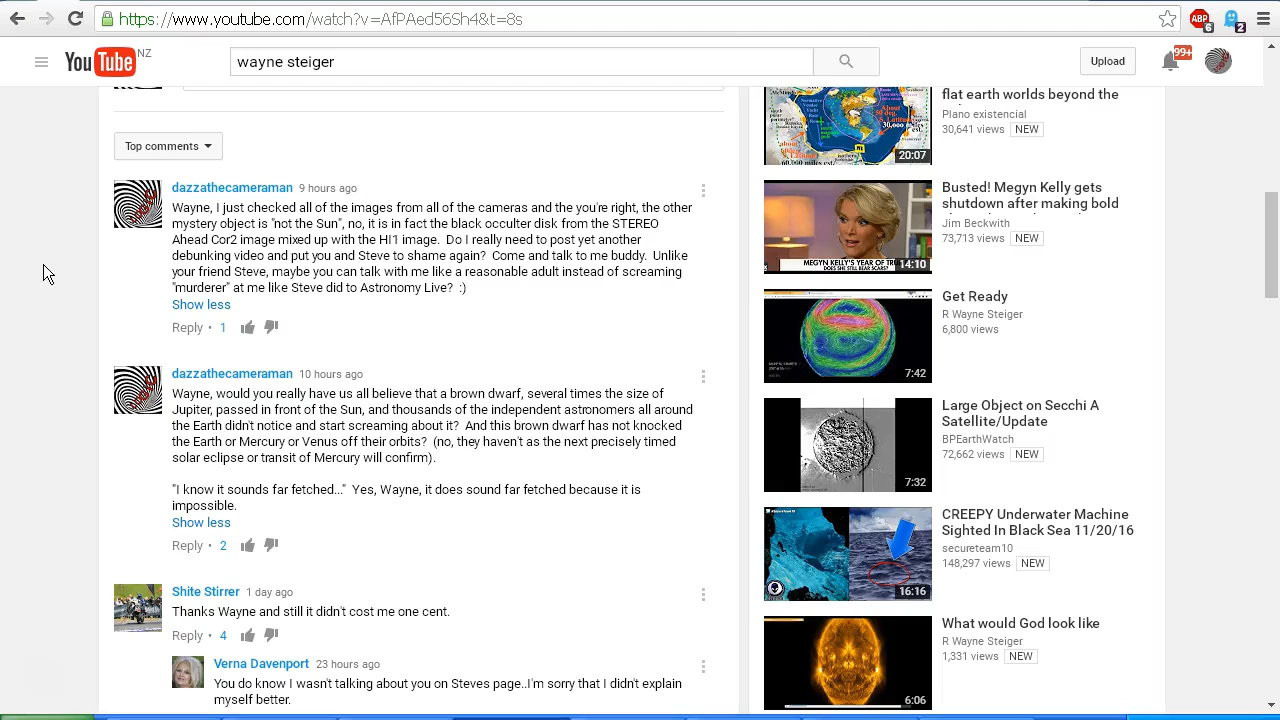 https://www.youtube.com/watch?v=AfPAed56Sh4&t=8s
ABP
6
2
YouTube NZ
wayne steiger
Upload
99+
Top comments
dazzathecameraman 9 hours ago
Wayne, just checked all of the images from all of the cameras and the you're right, the other
mystery object is "not the sun", no, it is in fact the black occulter disk from the STEREO
Ahead COR2 image mixed up with the HI1 image. Do I really need to post yet another
debunk video and put you and Steve to shame again? Come and talk to me buddy. Unlike
your pal Steve, maybe you can talk to me like a reasonable adult instead of screaming
"murderer" at me like Steve did to Astronomy Live? :)
Show less
Reply • 1
dazzathecameraman 10 hours ago
Wayne, would you really have us all believe that a brown dwarf, several times the size of
Jupiter, passed in front of the sun, and thousands of the independent astronomers all around
the Earth did not see it and start screaming about it? And this brown dwarf has not knocked
the Earth or Mercury or Venus off their orbits? (no, they haven't as the next precisely timed
solar eclipse or transit of Mercury will confirm).
"I know it sounds far fetched..." Yes Wayne, it does sound far fetched because it is
impossible.
Show less
Reply • 2
Shite Stirrer 1 day ago
Thanks Wayne and still it didn't cost me one cent.
Reply • 4
Verna Davenport 23 hours ago
You do know I wasn't talking about you on Steves page..I'm sorry that I didn't explain
myself better.
flat earth worlds beyond the
Plano existencial
30,641 views NEW
20:07
Busted! Megyn Kelly gets
shutdown after making bold
Jim Beckwith
73,713 views NEW
MEGYN KELLY'S YEAR OF
DOES SHE STILL BEAR SCARS?
14:10
Get Ready
R Wayne Steiger
6,800 views
7:42
Large Object on Secchi A
Satellite/Update
BPEarthWatch
72,662 views NEW
7:32
CREEPY Underwater Machine
Sighted In Black Sea 11/20/16
secureteam10
148,297 views NEW
16:16
What would God look like
R Wayne Steiger
1,331 views NEW
6:06